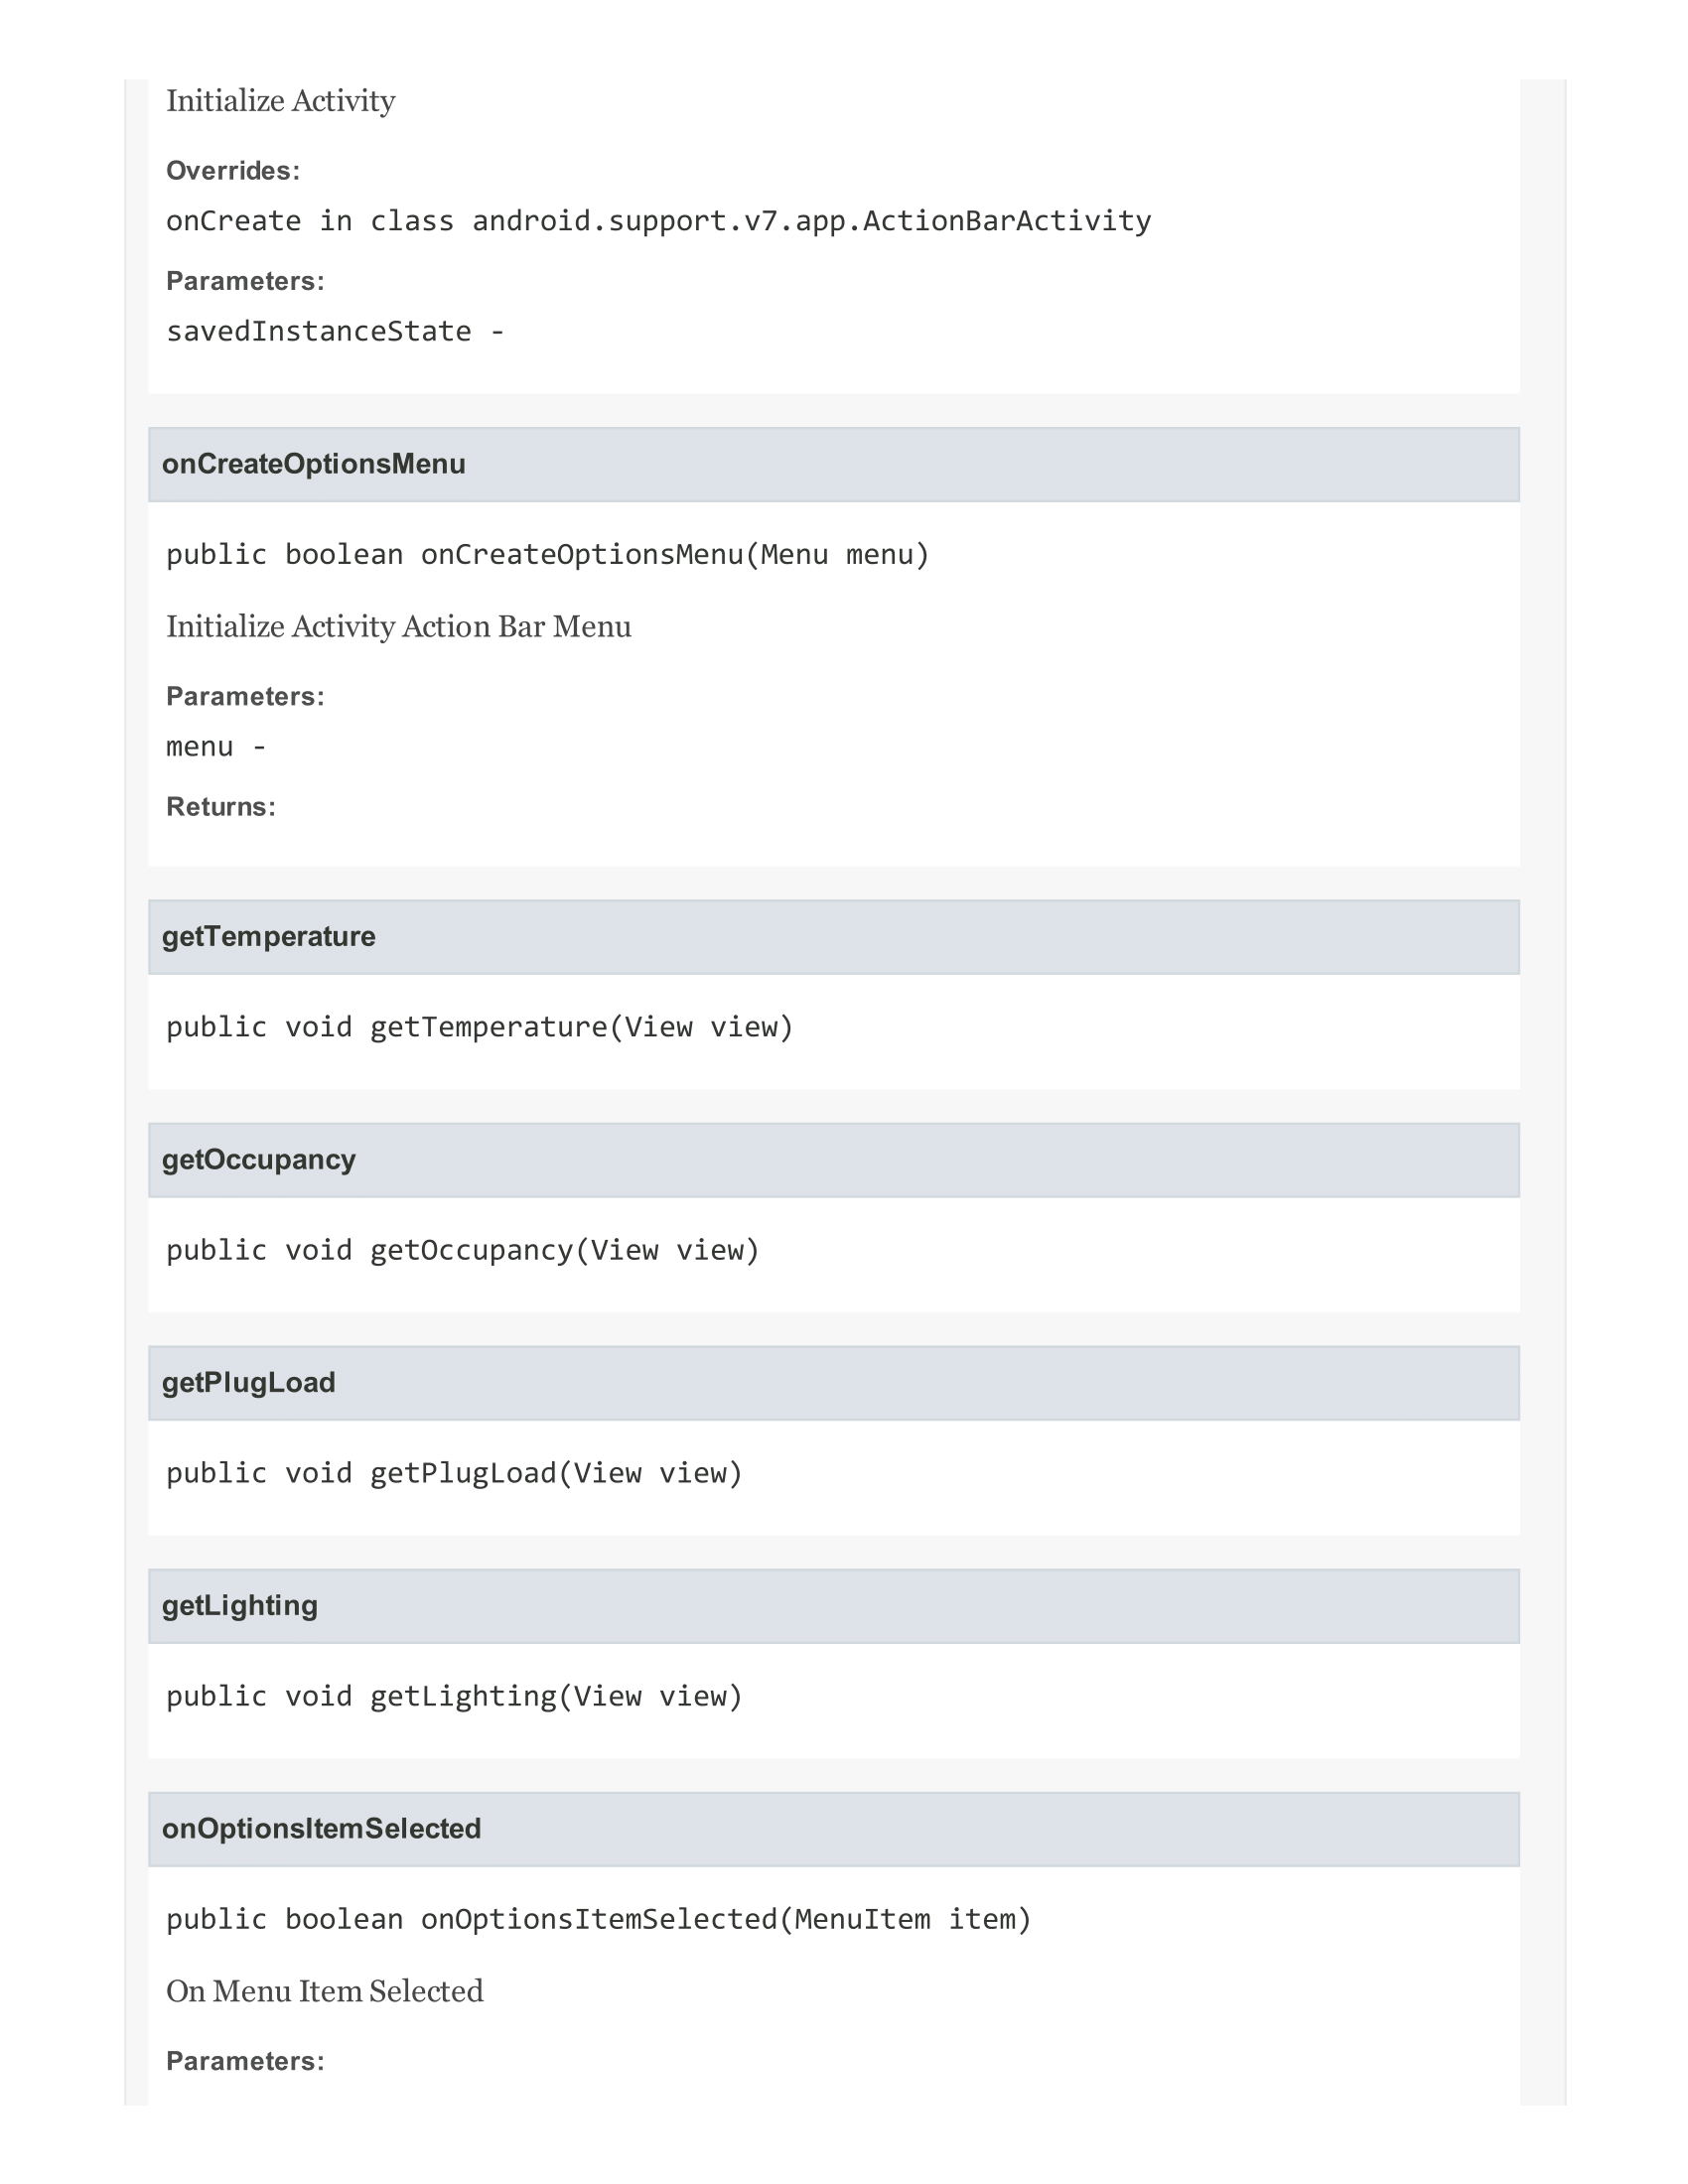 Initialize Activity
Overrides:
onCreate in class android.support.v7.app.ActionBarActivity
Parameters:
savedInstanceState -
onCreateOptionsMenu
public boolean onCreateOptionsMenu(Menu menu)
Initialize Activity Action Bar Menu
Parameters:
menu -
Returns:
getTemperature
public void getTemperature(View view)
getOccupancy
public void getOccupancy(View view)
getPlugLoad
public void getPlugLoad(View view)
getLighting
public void getLighting(View view)
onOptionsItemSelected
public boolean onOptionsItemSelected(MenuItem item)
On Menu Item Selected
Parameters: